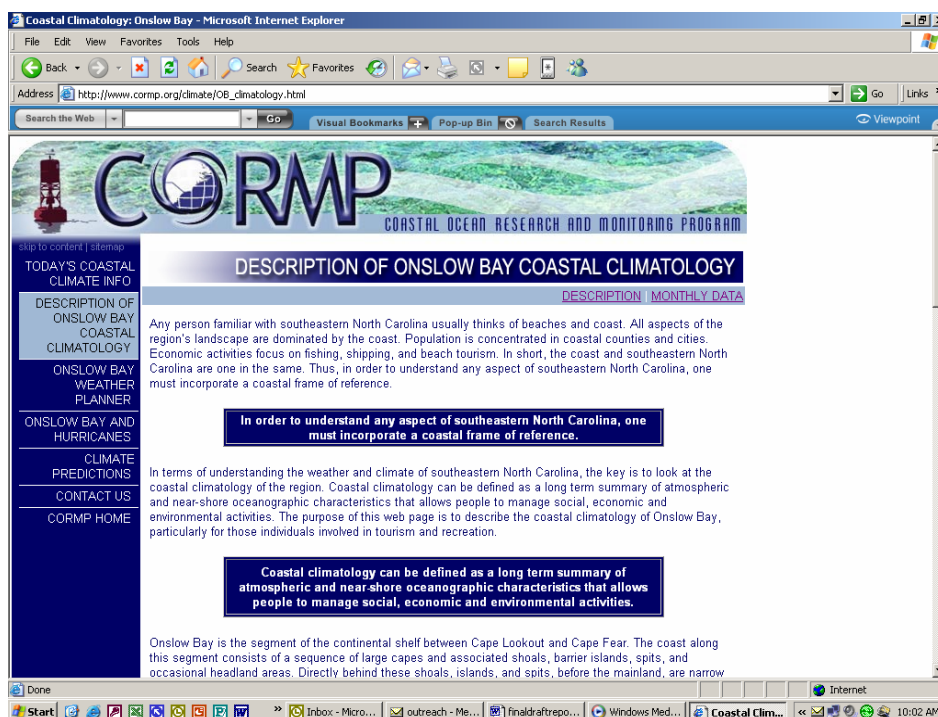 Coastal Climatology: Onslow Bay - Microsoft Internet Explorer
File Edit View Favorites Tools Help
Back Search Favorites
Address http://www.cormp.org/climate/OB_climatology.html Go Links
Search the Web Go Visual Bookmarks Pop-up Bin Search Results Viewpoint
CORMP
COASTAL OCEAN RESEARCH AND MONITORING PROGRAM
skip to content | sitemap
TODAY'S COASTAL
CLIMATE INFO
DESCRIPTION OF
ONSLOW BAY
COASTAL
CLIMATOLOGY
ONSLOW BAY
WEATHER
PLANNER
ONSLOW BAY AND
HURRICANES
CLIMATE
PREDICTIONS
CONTACT US
CORMP HOME
DESCRIPTION OF ONSLOW BAY COASTAL CLIMATOLOGY
DESCRIPTION | MONTHLY DATA
Any person familiar with southeastern North Carolina usually thinks of beaches and coast. All aspects of the
region's landscape are dominated by the coast. Population is concentrated in coastal counties and cities.
Economic activities focus on fishing, shipping, and beach tourism. In short, the coast and southeastern North
Carolina are one in the same. Thus, in order to understand any aspect of southeastern North Carolina, one
must incorporate a coastal frame of reference.
In order to understand any aspect of southeastern North Carolina, one
must incorporate a coastal frame of reference.
In terms of understanding the weather and climate of southeastern North Carolina, the key is to look at the
coastal climatology of the region. Coastal climatology can be defined as a long term summary of atmospheric
and near-shore oceanographic characteristics that allows people to manage social, economic and
environmental activities. The purpose of this web page is to describe the coastal climatology of Onslow Bay,
particularly for those individuals involved in tourism and recreation.
Coastal climatology can be defined as a long term summary of
atmospheric and near-shore oceanographic characteristics that allows
people to manage social, economic and environmental activities.
Onslow Bay is the segment of the continental shelf between Cape Lookout and Cape Fear. The coast along
this segment consists of a sequence of large capes and associated shoals, barrier islands, spits, and
occasional headland areas. Directly behind these shoals, islands, and spits, before the mainland, are narrow
Done Internet
Start » Inbox - Micro... outreach - Me... finaldraftrepo... Windows Med... Coastal Clim... « 10:02 AM